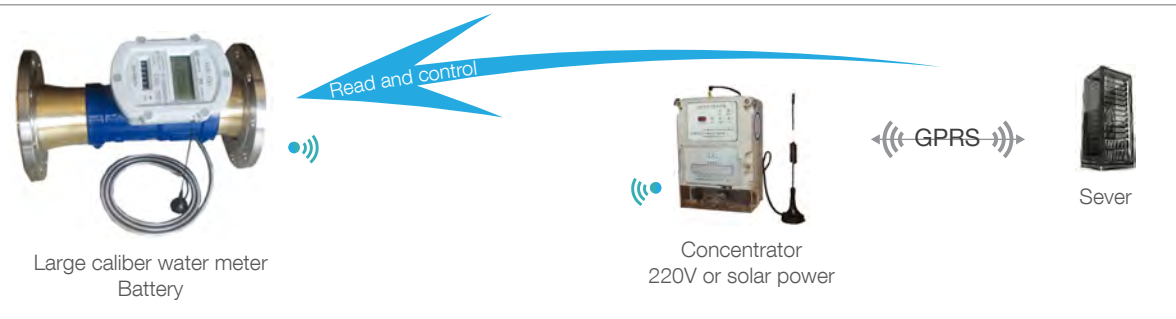 Read and control
GPRS
Sever
Large caliber water meter
Battery
Concentrator
220V or solar power